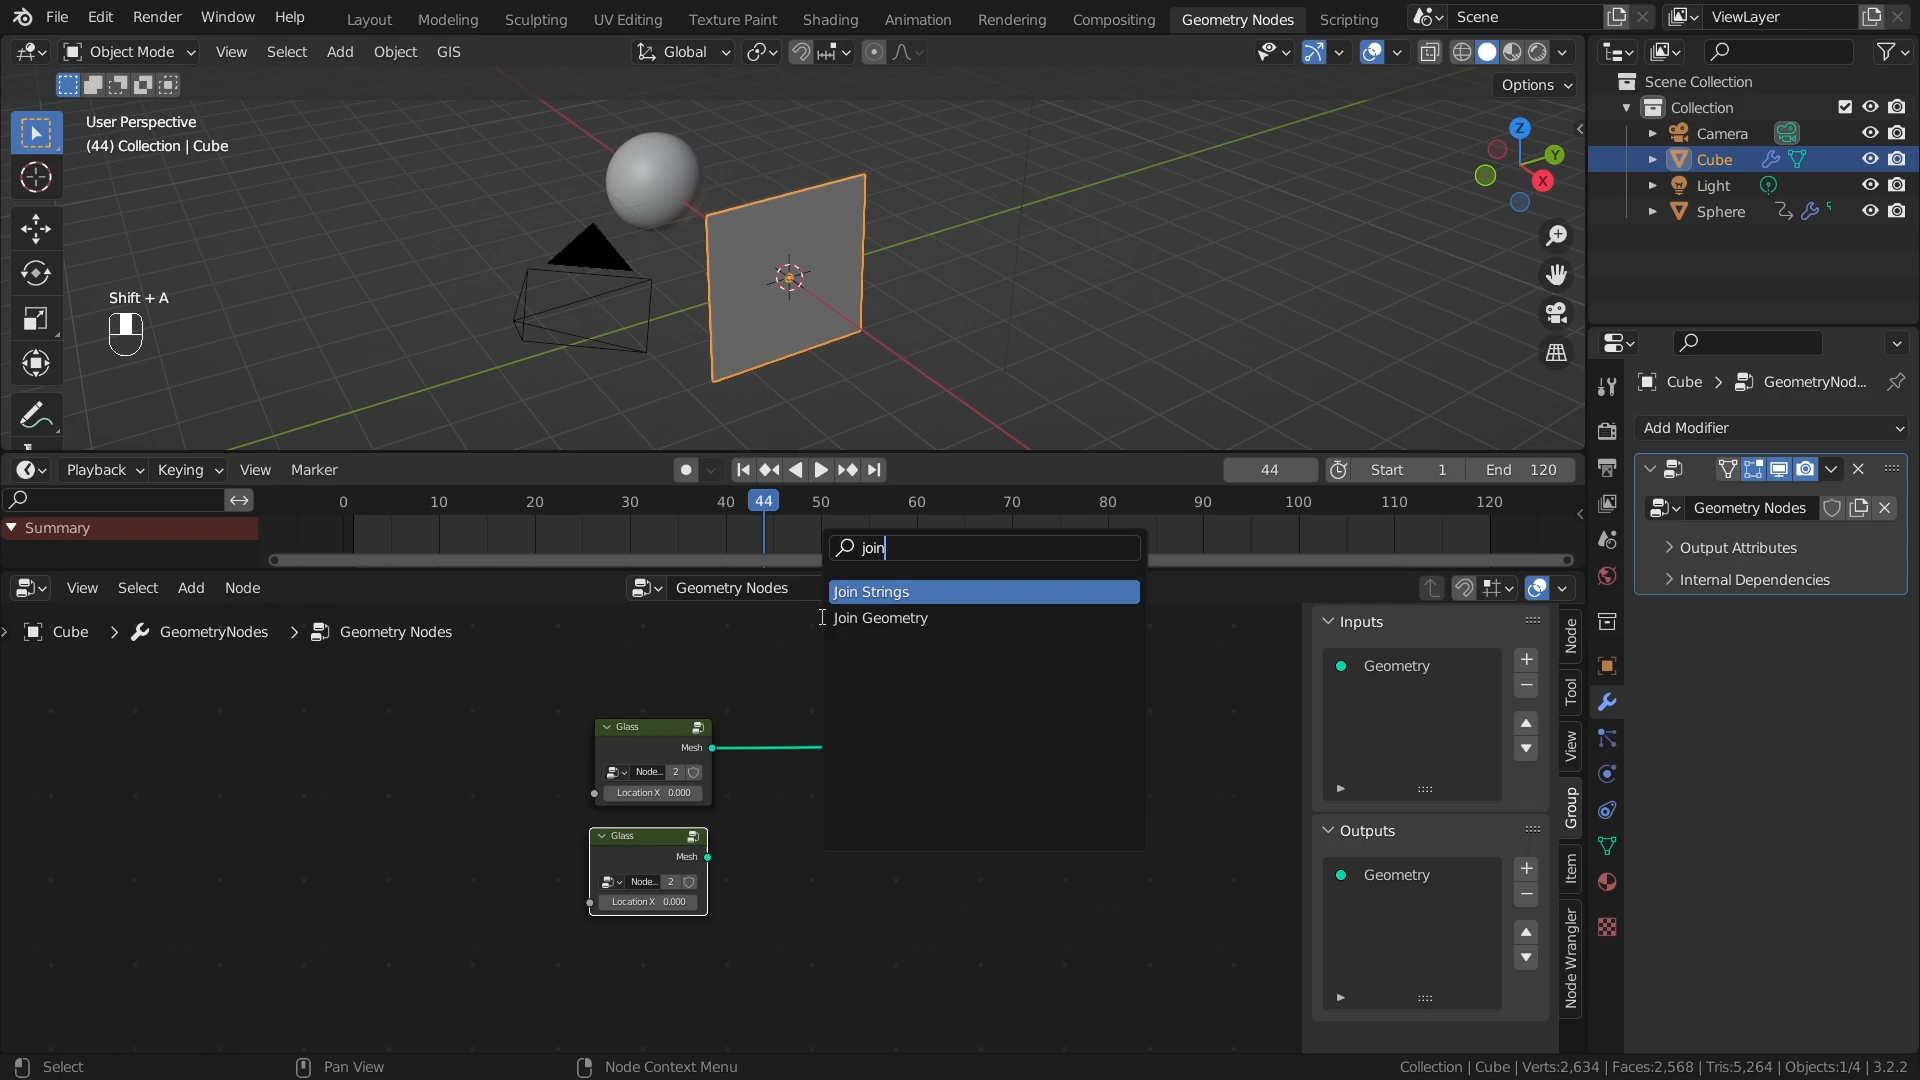 File Edit Render Window Help Layout Modeling Sculpting UV Editing Texture Paint Shading Animation Rendering Compositing Geometry Nodes Scripting Scene ViewLayer
Object Mode View Select Add Object GIS Global
Options
User Perspective
(44) Collection | Cube
Z
Y
X
Shift + A
Scene Collection
Collection
Camera
Cube
Light
Sphere
Cube GeometryNod...
Add Modifier
Geometry Nodes
Output Attributes
Internal Dependencies
Playback Keying View Marker 44 Start 1 End 120
0 10 20 30 40 44 50 60 70 80 90 100 110 120
Summary
join
Join Strings
Join Geometry
View Select Add Node Geometry Nodes
Cube GeometryNodes Geometry Nodes
Glass
Mesh
Node... 2
Location X 0.000
Glass
Mesh
Node... 2
Location X 0.000
Inputs
Geometry
Outputs
Geometry
Node
Tool
View
Group
Item
Node Wrangler
Select Pan View Node Context Menu Collection | Cube | Verts:2,634 | Faces:2,568 | Tris:5,264 | Objects:1/4 | 3.2.2